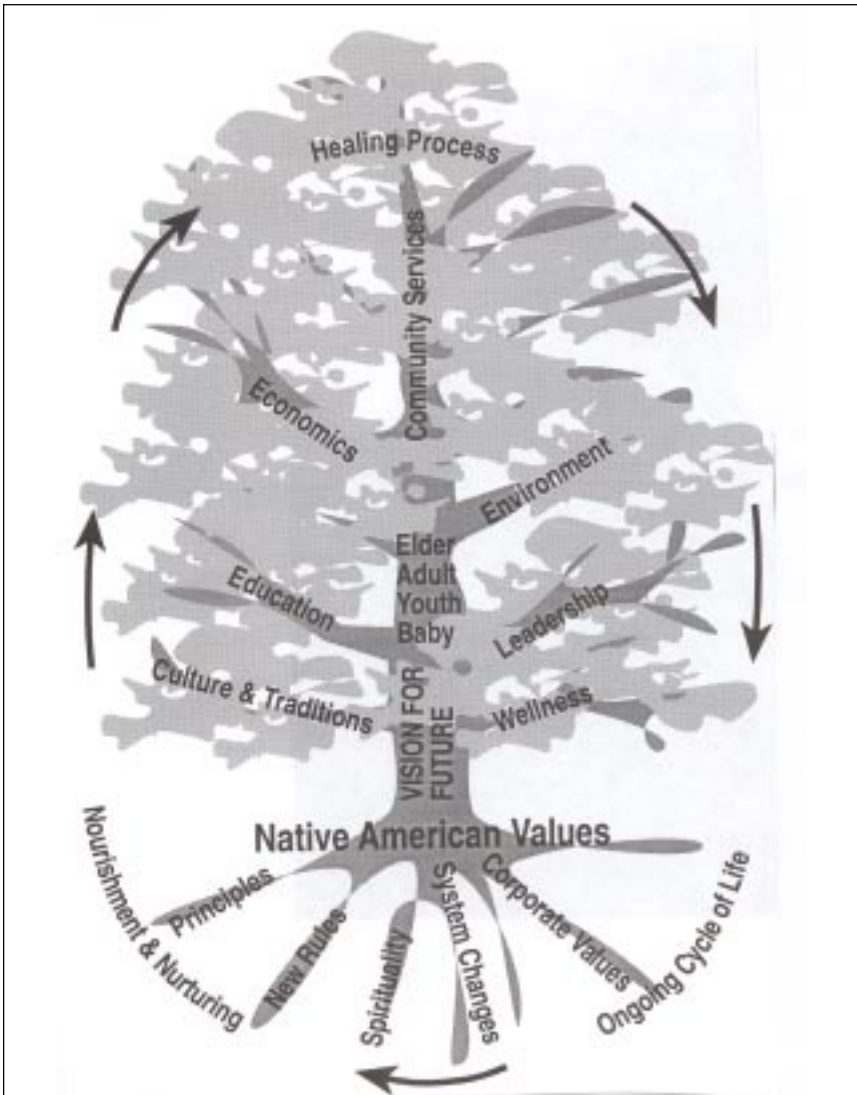 Healing Process
Community Services
Economics
Environment
Elder
Adult
Youth
Baby
Education
Leadership
Culture & Traditions
Wellness
VISION FOR
FUTURE
Native American Values
Nourishment & Nurturing
Principles
New Rules
Spirituality
System Changes
Corporate Values
Ongoing Cycle of Life